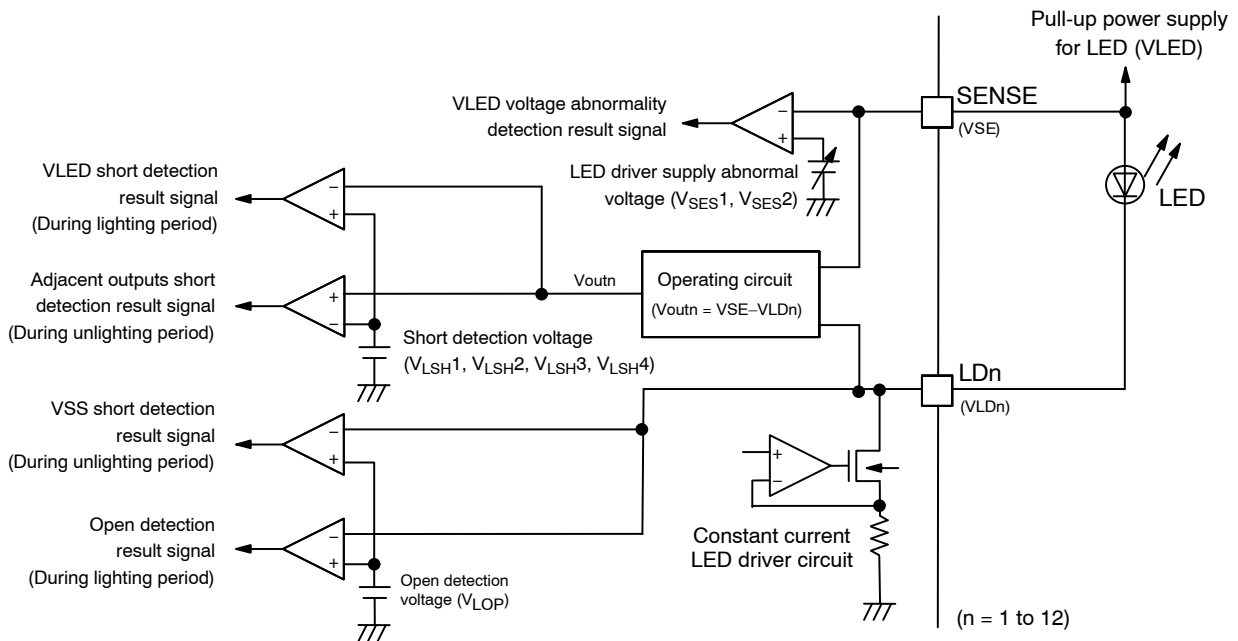 Pull-up power supply
for LED (VLED)
SENSE
(VSE)
VLED voltage abnormality
detection result signal
−
+
LED driver supply abnormal
voltage (VSES1, VSES2)
LED
VLED short detection
result signal
(During lighting period)
−
+
Adjacent outputs short
detection result signal
(During unlighting period)
+
−
Voutn
Operating circuit
(Voutn = VSE−VLDn)
Short detection voltage
(VLSH1, VLSH2, VLSH3, VLSH4)
LDn
(VLDn)
VSS short detection
result signal
(During unlighting period)
−
+
+
−
Open detection
result signal
(During lighting period)
−
+
Constant current
LED driver circuit
Open detection
voltage (VLOP)
(n = 1 to 12)